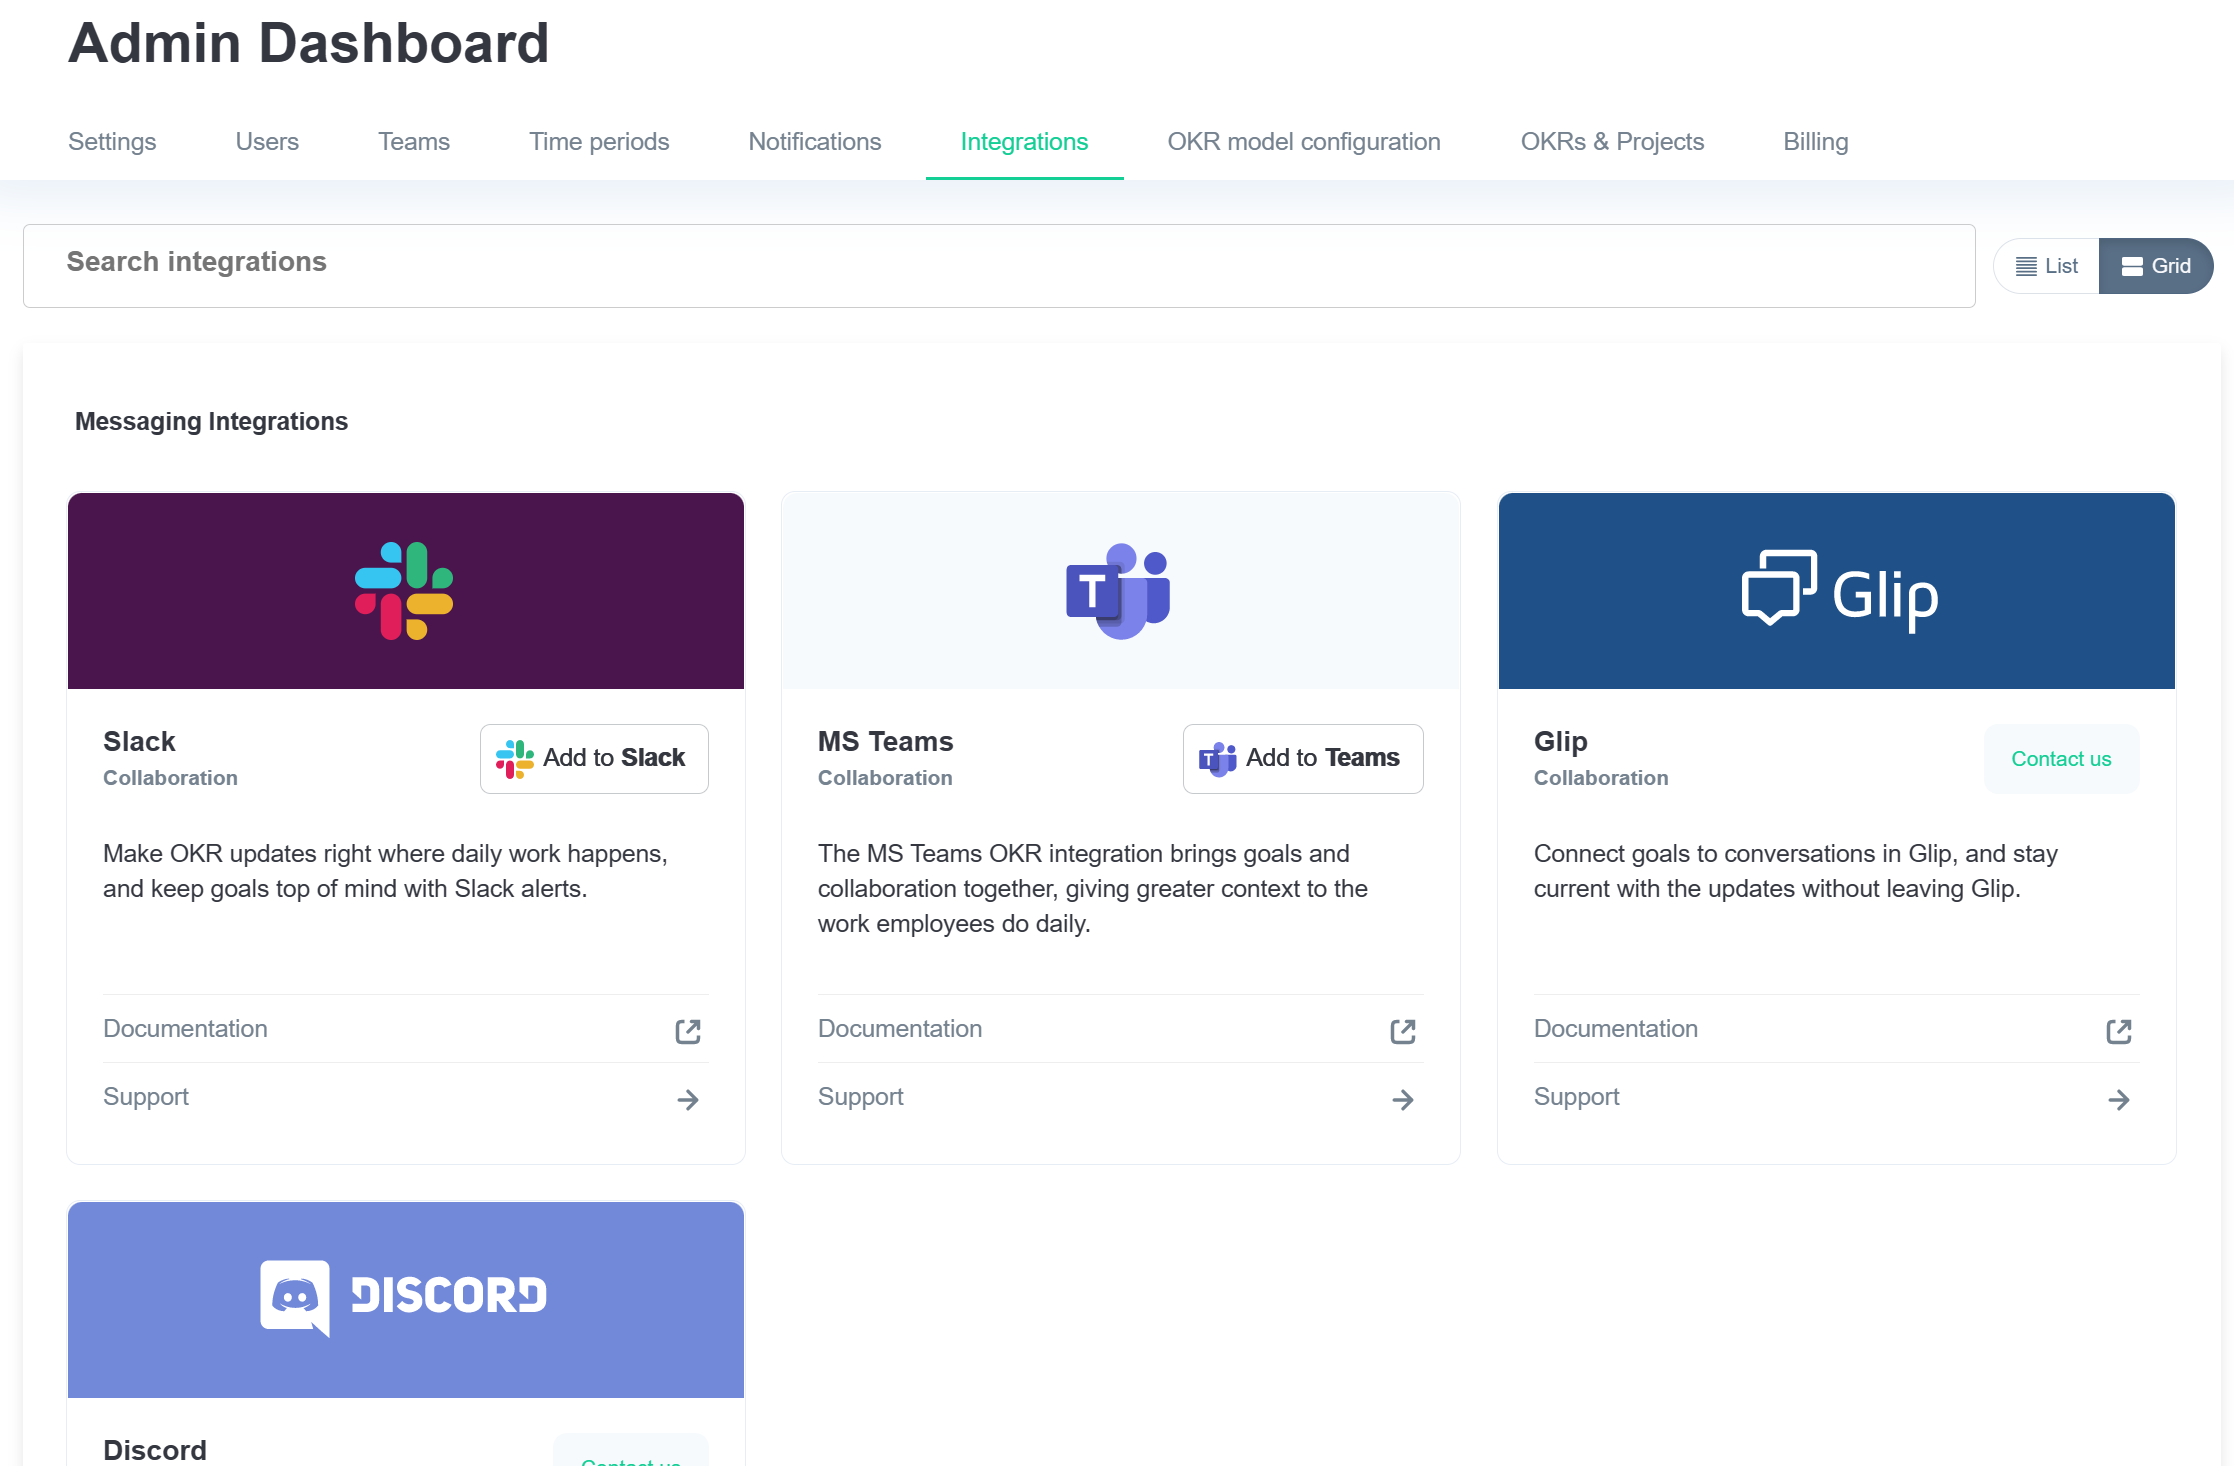 Admin Dashboard
Settings Users Teams Time periods Notifications Integrations OKR model configuration OKRs & Projects Billing
Search integrations
List Grid
Messaging Integrations
T
Glip
Slack
Collaboration
Add to Slack
Make OKR updates right where daily work happens,
and keep goals top of mind with Slack alerts.
Documentation
Support
MS Teams
Collaboration
T Add to Teams
The MS Teams OKR integration brings goals and
collaboration together, giving greater context to the
work employees do daily.
Documentation
Support
Glip
Collaboration
Contact us
Connect goals to conversations in Glip, and stay
current with the updates without leaving Glip.
Documentation
Support
DISCORD
Discord
Contact us